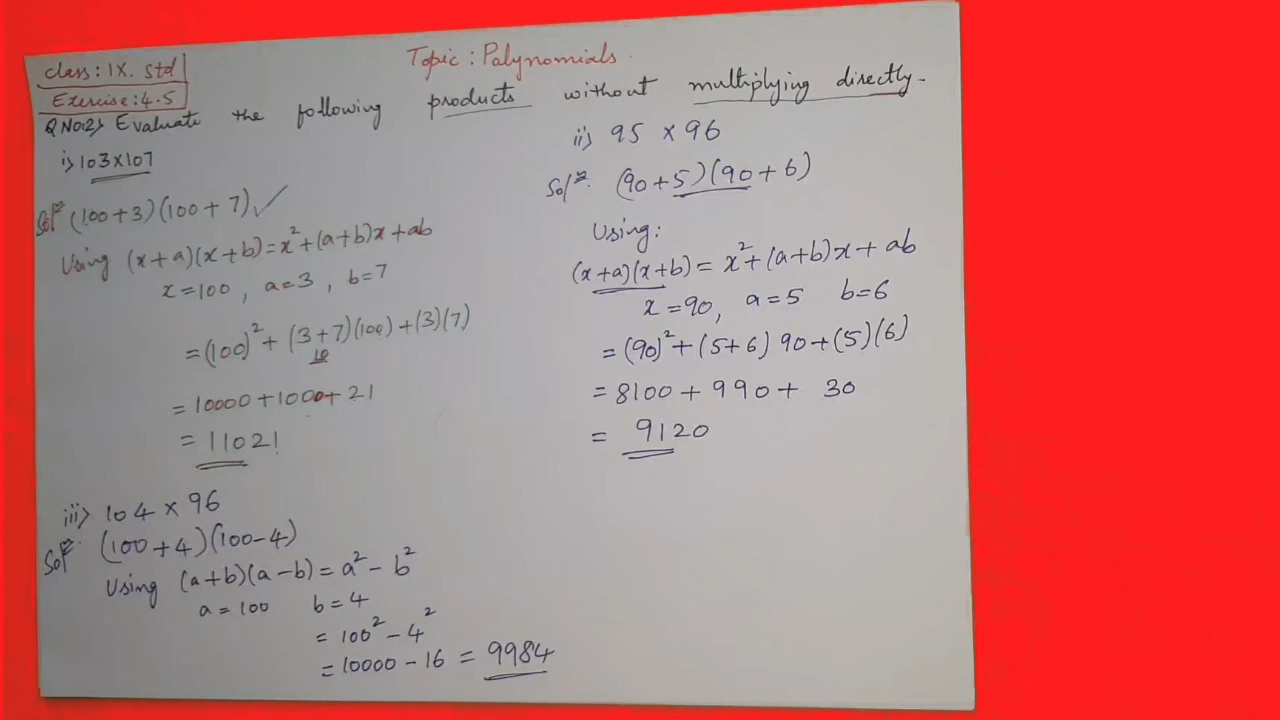 class: IX. std
Topic: Polynomials.
Exercise: 4.5
Q NO:2) Evaluate the following products without multiplying directly.
i) 103x107
Sol: (100+3)(100+7) ✓
Using (x+a)(x+b)=x²+(a+b)x+ab
x=100, a=3, b=7
=(100)²+(3+7)(100)+(3)(7)
10
=10000+1000+21
=11021
ii) 95 x 96
Sol: (90+5)(90+6)
Using:
(x+a)(x+b)= x²+(a+b)x+ab
x=90, a=5 b=6
=(90)²+(5+6) 90+(5)(6)
=8100+990+ 30
= 9120
iii) 104 x 96
Sol: (100+4)(100-4)
Using (a+b)(a-b)=a²-b²
a=100 b=4
=100²-4²
=10000-16 = 9984